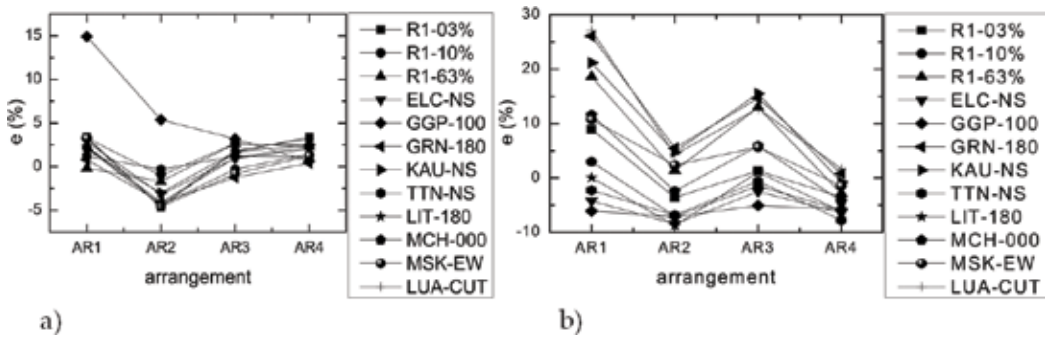 15
10
5
0
-5
e (%)
AR1 AR2 AR3 AR4
arrangement
R1-03%
R1-10%
R1-63%
ELC-NS
GGP-100
GRN-180
KAU-NS
TTN-NS
LIT-180
MCH-000
MSK-EW
LUA-CUT
a)
30
20
10
0
-10
e (%)
AR1 AR2 AR3 AR4
arrangement
R1-03%
R1-10%
R1-63%
ELC-NS
GGP-100
GRN-180
KAU-NS
TTN-NS
LIT-180
MCH-000
MSK-EW
LUA-CUT
b)